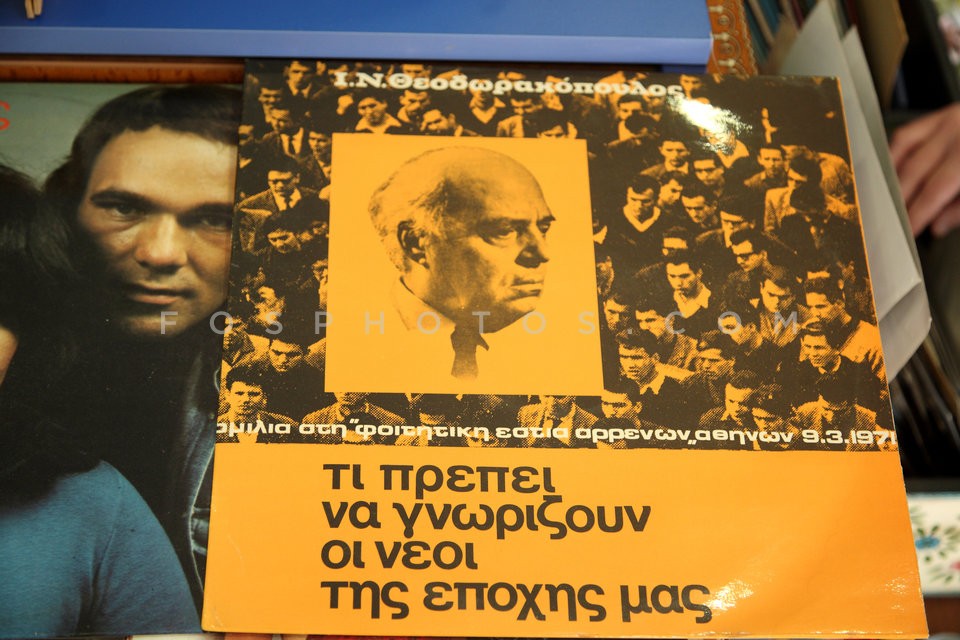 Ι.Ν.Θεοδωρακόπουλος
ομιλια στη "φοιτητικη εστια αρρενων" αθηνων 9.3.1971
τι πρεπει
να γνωριζουν
οι νεοι
της εποχης μας
FOSPHOTOS.COM